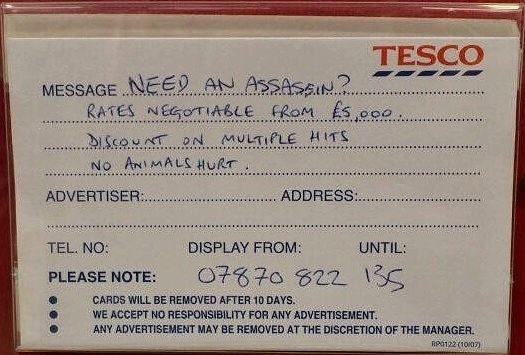 TESCO
MESSAGE NEED AN ASSASSIN?
RATES NEGOTIABLE FROM £5,000.
DISCOUNT ON MULTIPLE HITS
NO ANIMALS HURT.
ADVERTISER: ADDRESS:
TEL. NO: DISPLAY FROM: UNTIL:
PLEASE NOTE: 07870 822 135
• CARDS WILL BE REMOVED AFTER 10 DAYS.
• WE ACCEPT NO RESPONSIBILITY FOR ANY ADVERTISEMENT.
• ANY ADVERTISEMENT MAY BE REMOVED AT THE DISCRETION OF THE MANAGER.
RP0122 (10/07)